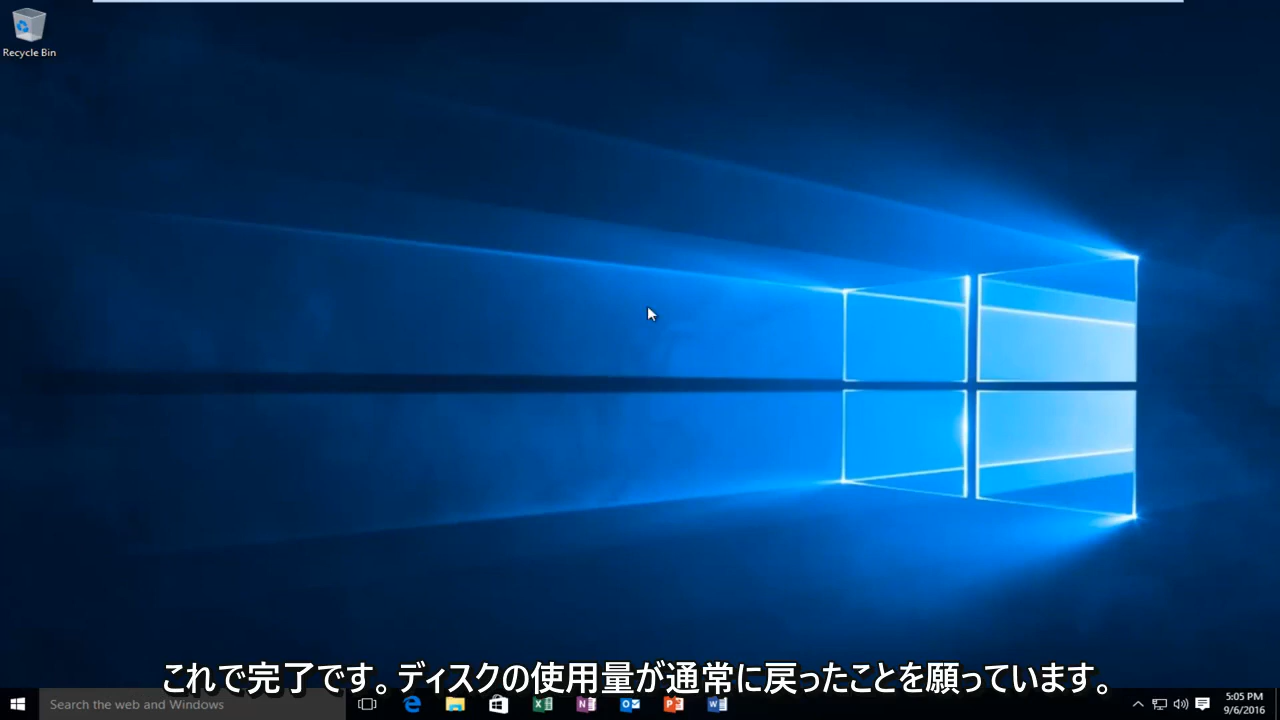 Recycle Bin
これで完了です。ディスクの使用量が通常に戻ったことを願っています。
Search the web and Windows
5:05 PM
9/6/2016